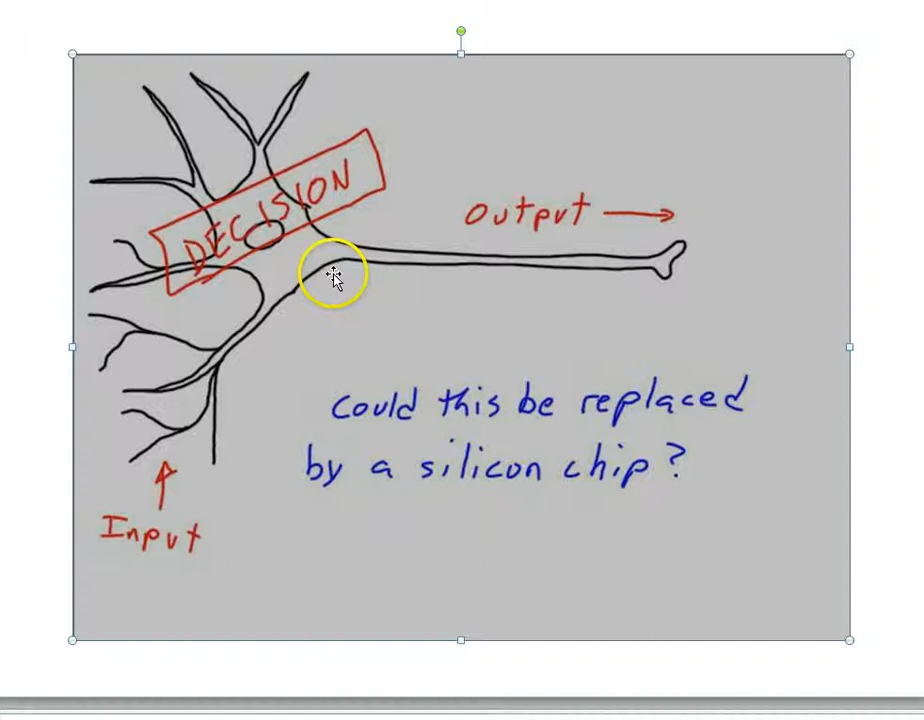 DECISION
Output
Could this be replaced
by a silicon chip?
Input